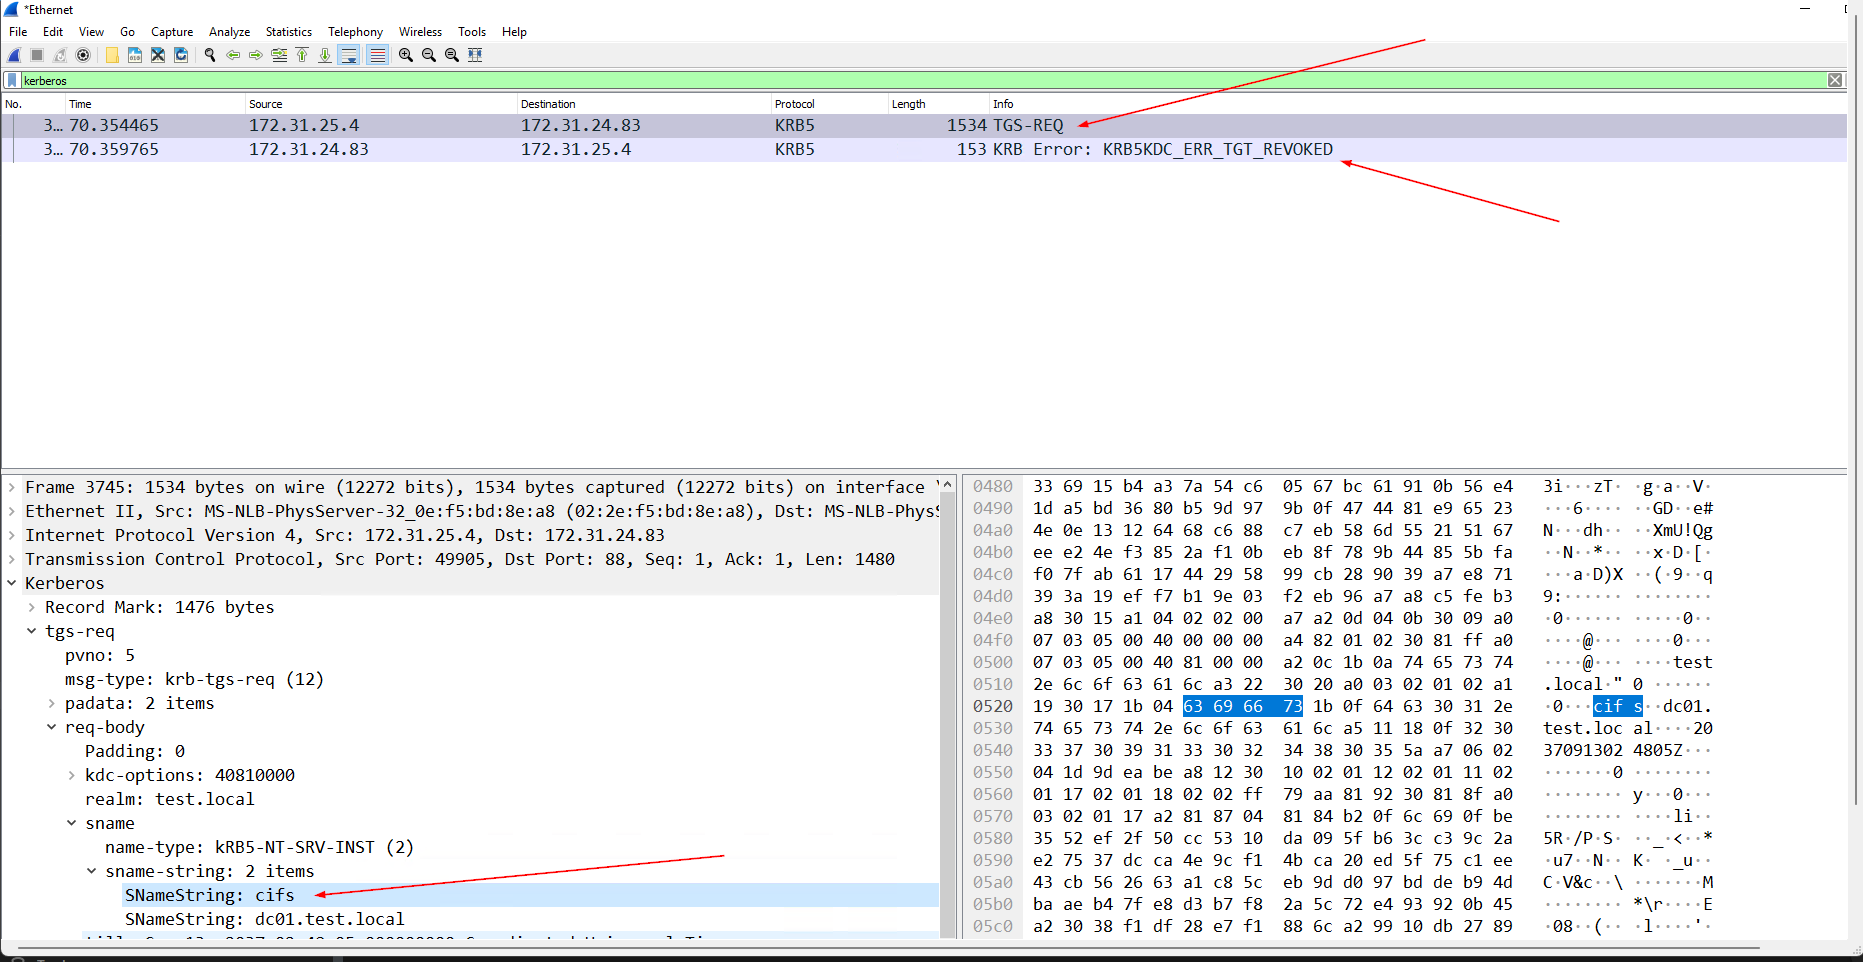 *Ethernet
File Edit View Go Capture Analyze Statistics Telephony Wireless Tools Help
kerberos
No. Time Source Destination Protocol Length Info
3… 70.354465 172.31.25.4 172.31.24.83 KRB5 1534 TGS-REQ
3… 70.359765 172.31.24.83 172.31.25.4 KRB5 153 KRB Error: KRB5KDC_ERR_TGT_REVOKED
Frame 3745: 1534 bytes on wire (12272 bits), 1534 bytes captured (12272 bits) on interface
Ethernet II, Src: MS-NLB-PhysServer-32_0e:f5:bd:8e:a8 (02:2e:f5:bd:8e:a8), Dst: MS-NLB-Phys
Internet Protocol Version 4, Src: 172.31.25.4, Dst: 172.31.24.83
Transmission Control Protocol, Src Port: 49905, Dst Port: 88, Seq: 1, Ack: 1, Len: 1480
Kerberos
Record Mark: 1476 bytes
tgs-req
pvno: 5
msg-type: krb-tgs-req (12)
padata: 2 items
req-body
Padding: 0
kdc-options: 40810000
realm: test.local
sname
name-type: kRB5-NT-SRV-INST (2)
sname-string: 2 items
SNameString: cifs
SNameString: dc01.test.local
0480 33 69 15 b4 a3 7a 54 c6 05 67 bc 61 91 0b 56 e4 3i···zT· ·g·a··V·
0490 1d a5 bd 36 80 b5 9d 97 9b 0f 47 44 81 e9 65 23 ···6···· ··GD··e#
04a0 4e 0e 13 12 64 68 c6 88 c7 eb 58 6d 55 21 51 67 N···dh·· ··XmU!Qg
04b0 ee e2 4e f3 85 2a f1 0b eb 8f 78 9b 44 85 5b fa ··N··*·· ··x·D·[·
04c0 f0 7f ab 61 17 44 29 58 99 cb 28 90 39 a7 e8 71 ···a·D)X ··(·9··q
04d0 39 3a 19 ef f7 b1 9e 03 f2 eb 96 a7 a8 c5 fe b3 9:······ ········
04e0 a8 30 15 a1 04 02 02 00 a7 a2 0d 04 0b 30 09 a0 ·0······ ·····0··
04f0 07 03 05 00 40 00 00 00 a4 82 01 02 30 81 ff a0 ····@··· ····0···
0500 07 03 05 00 40 81 00 00 a2 0c 1b 0a 74 65 73 74 ····@··· ····test
0510 2e 6c 6f 63 61 6c a3 22 30 20 a0 03 02 01 02 a1 .local·" 0 ······
0520 19 30 17 1b 04 63 69 66 73 1b 0f 64 63 30 31 2e ·0···cif s··dc01.
0530 74 65 73 74 2e 6c 6f 63 61 6c a5 11 18 0f 32 30 test.loc al····20
0540 33 37 30 39 31 33 30 32 34 38 30 35 5a a7 06 02 37091302 4805Z···
0550 04 1d 9d ea be a8 12 30 10 02 01 12 02 01 11 02 ·······0 ········
0560 01 17 02 01 18 02 02 ff 79 aa 81 92 30 81 8f a0 ········ y···0···
0570 03 02 01 17 a2 81 87 04 81 84 b2 0f 6c 69 0f be ········ ····li··
0580 35 52 ef 2f 50 cc 53 10 da 09 5f b6 3c c3 9c 2a 5R·/P·S· ··_·<··*
0590 e2 75 37 dc ca 4e 9c f1 4b ca 20 ed 5f 75 c1 ee ·u7··N·· K· ·_u··
05a0 43 cb 56 26 63 a1 c8 5c eb 9d d0 97 bd de b9 4d C·V&c··\ ·······M
05b0 ba ae b4 7f e8 d3 b7 f8 2a 5c 72 e4 93 92 0b 45 ········ *\r····E
05c0 a2 30 38 f1 df 28 e7 f1 88 6c a2 99 10 db 27 89 ·08··(·· ·l····'·